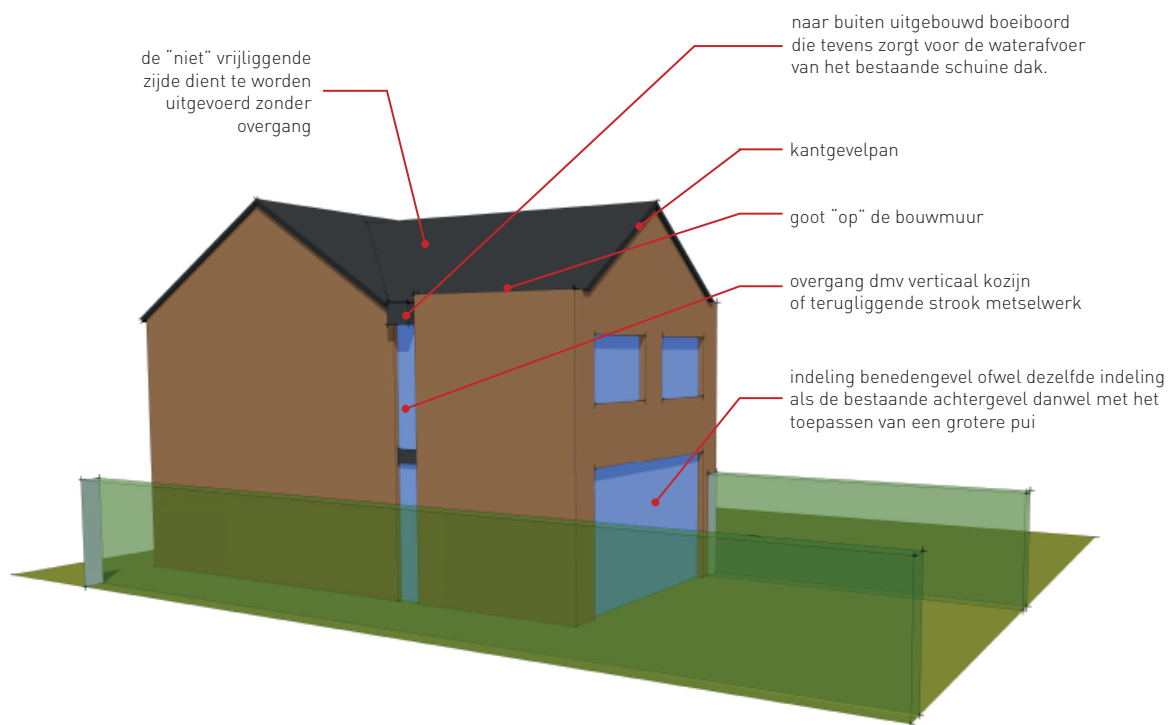 de “niet” vrijliggende
zijde dient te worden
uitgevoerd zonder
overgang
naar buiten uitgebouwd boeiboord
die tevens zorgt voor de waterafvoer
van het bestaande schuine dak.
kantgevelpan
goot “op” de bouwmuur
overgang dmv verticaal kozijn
of terugliggende strook metselwerk
indeling benedengevel ofwel dezelfde indeling
als de bestaande achtergevel danwel met het
toepassen van een grotere pui